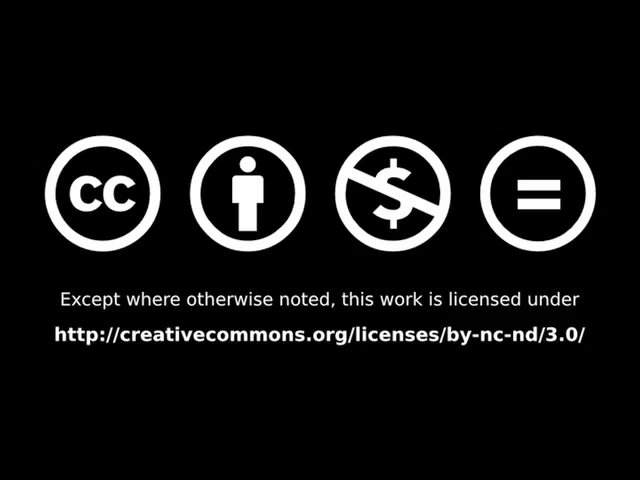 cc
Except where otherwise noted, this work is licensed under
http://creativecommons.org/licenses/by-nc-nd/3.0/